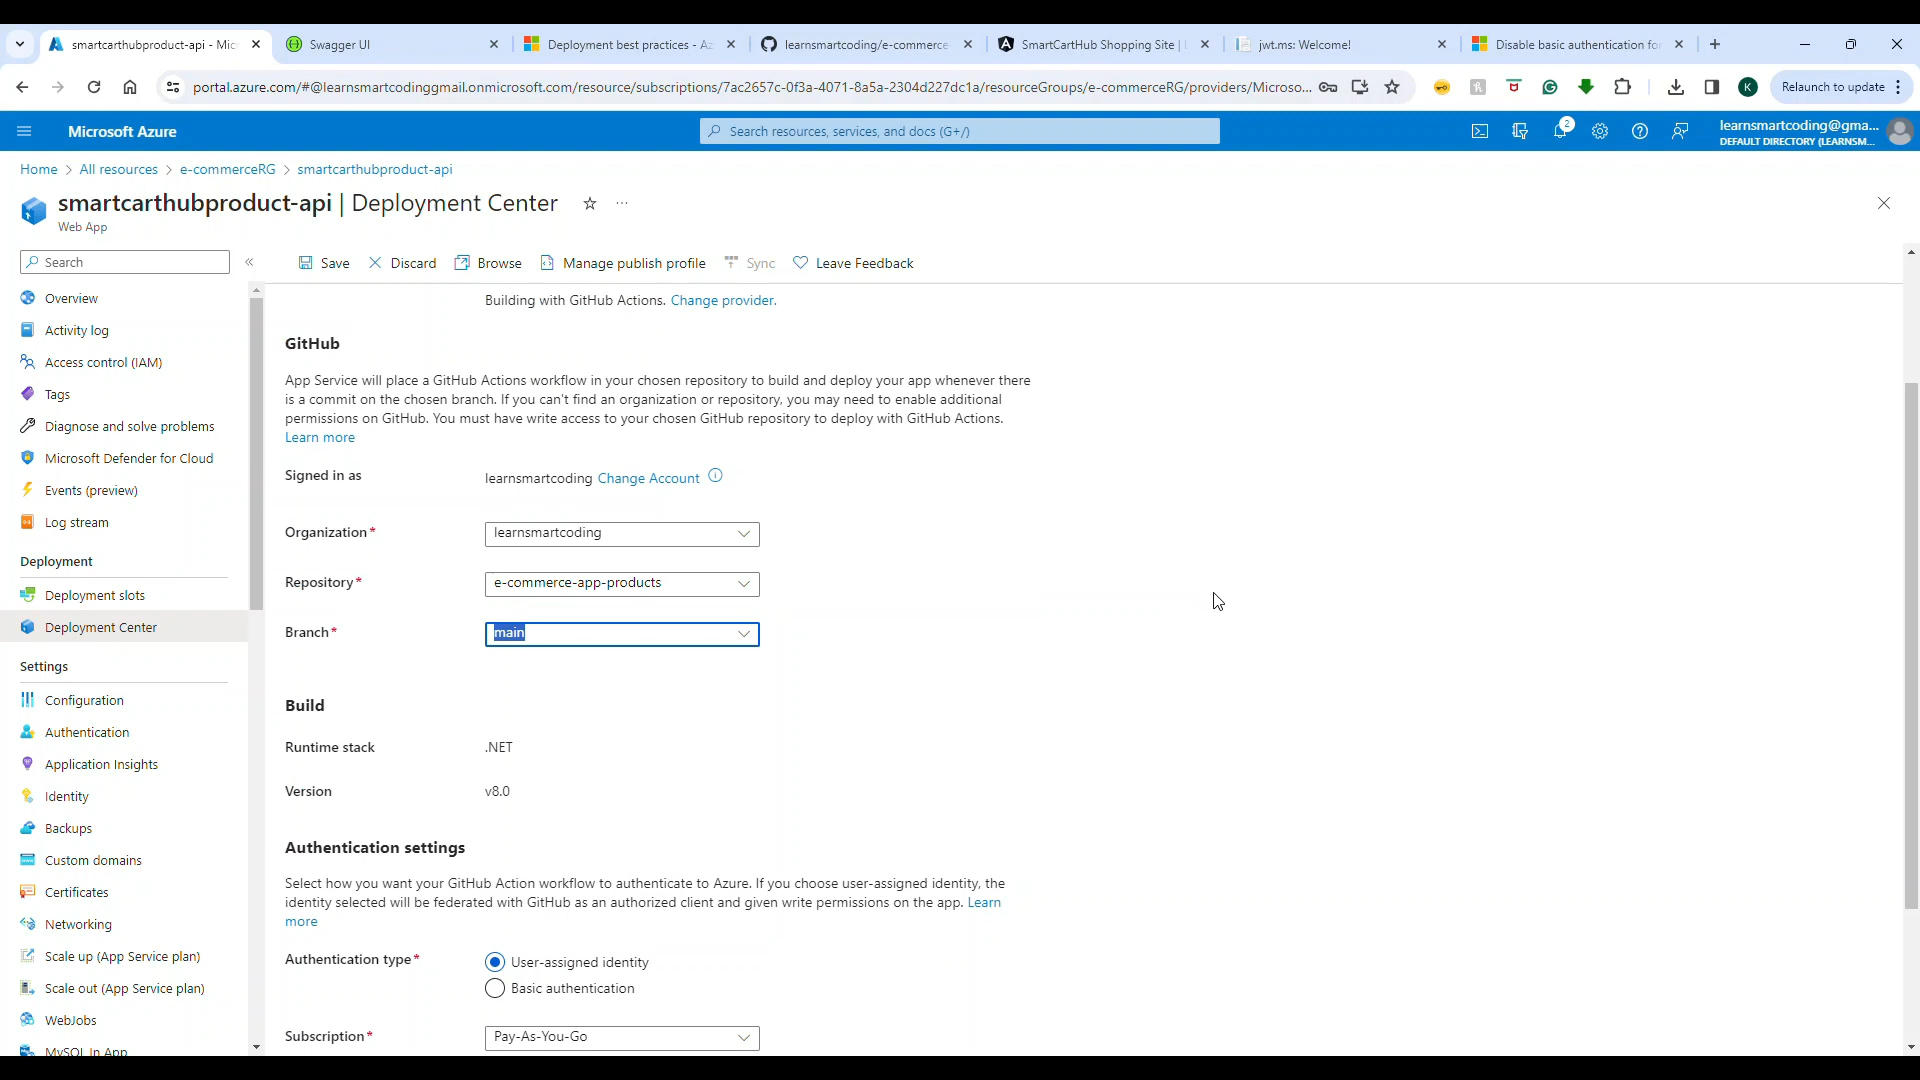 smartcarthubproduct-api - Mic
Swagger UI
Deployment best practices - Az
learnsmartcoding/e-commerce
SmartCartHub Shopping Site |
jwt.ms: Welcome!
Disable basic authentication for
portal.azure.com/#@learnsmartcodinggmail.onmicrosoft.com/resource/subscriptions/7ac2657c-0f3a-4071-8a5a-2304d227dc1a/resourceGroups/e-commerceRG/providers/Microso...
K
Relaunch to update
Microsoft Azure
Search resources, services, and docs (G+/)
2
learnsmartcoding@gma...
DEFAULT DIRECTORY (LEARNSM...
Home > All resources > e-commerceRG > smartcarthubproduct-api
smartcarthubproduct-api | Deployment Center
Web App
Search
Save
Discard
Browse
Manage publish profile
Sync
Leave Feedback
Overview
Activity log
Access control (IAM)
Tags
Diagnose and solve problems
Microsoft Defender for Cloud
Events (preview)
Log stream
Deployment
Deployment slots
Deployment Center
Settings
Configuration
Authentication
Application Insights
Identity
Backups
Custom domains
Certificates
Networking
Scale up (App Service plan)
Scale out (App Service plan)
WebJobs
MySQL In App
Building with GitHub Actions. Change provider.
GitHub
App Service will place a GitHub Actions workflow in your chosen repository to build and deploy your app whenever there
is a commit on the chosen branch. If you can't find an organization or repository, you may need to enable additional
permissions on GitHub. You must have write access to your chosen GitHub repository to deploy with GitHub Actions.
Learn more
Signed in as
learnsmartcoding Change Account
Organization*
learnsmartcoding
Repository*
e-commerce-app-products
Branch*
main
Build
Runtime stack
.NET
Version
v8.0
Authentication settings
Select how you want your GitHub Action workflow to authenticate to Azure. If you choose user-assigned identity, the
identity selected will be federated with GitHub as an authorized client and given write permissions on the app. Learn
more
Authentication type*
User-assigned identity
Basic authentication
Subscription*
Pay-As-You-Go